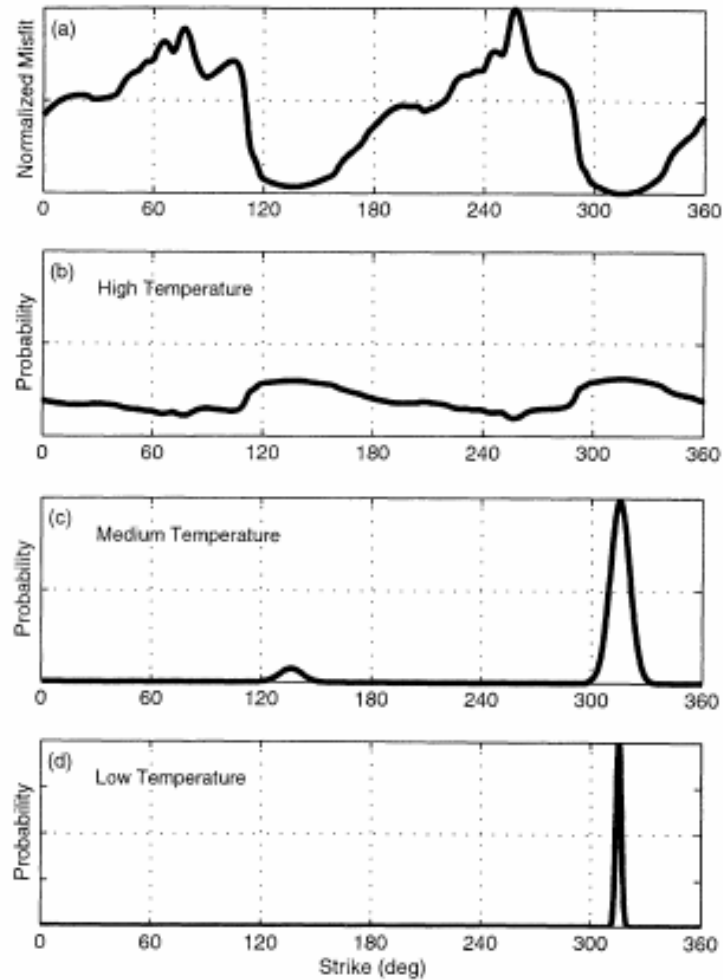 (a)
Normalized Misfit
0 60 120 180 240 300 360
(b)
High Temperature
Probability
0 60 120 180 240 300 360
(c)
Medium Temperature
Probability
0 60 120 180 240 300 360
(d)
Low Temperature
Probability
0 60 120 180 240 300 360
Strike (deg)